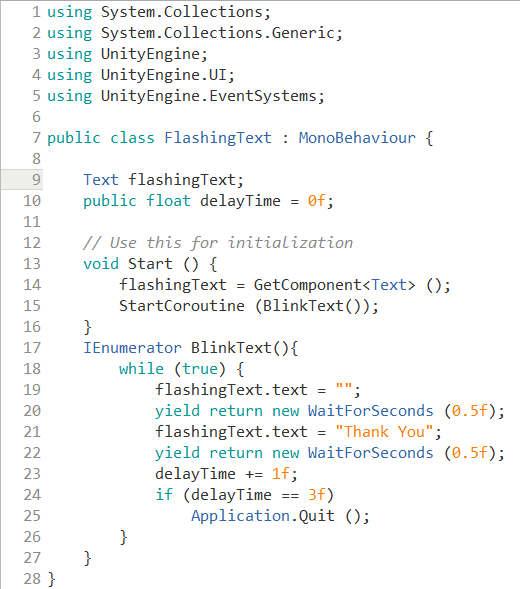 1 using System.Collections;
2 using System.Collections.Generic;
3 using UnityEngine;
4 using UnityEngine.UI;
5 using UnityEngine.EventSystems;
6
7 public class FlashingText : MonoBehaviour {
8
9     Text flashingText;
10     public float delayTime = 0f;
11
12     // Use this for initialization
13     void Start () {
14         flashingText = GetComponent<Text> ();
15         StartCoroutine (BlinkText());
16     }
17     IEnumerator BlinkText(){
18         while (true) {
19             flashingText.text = "";
20             yield return new WaitForSeconds (0.5f);
21             flashingText.text = "Thank You";
22             yield return new WaitForSeconds (0.5f);
23             delayTime += 1f;
24             if (delayTime == 3f)
25                 Application.Quit ();
26         }
27     }
28 }